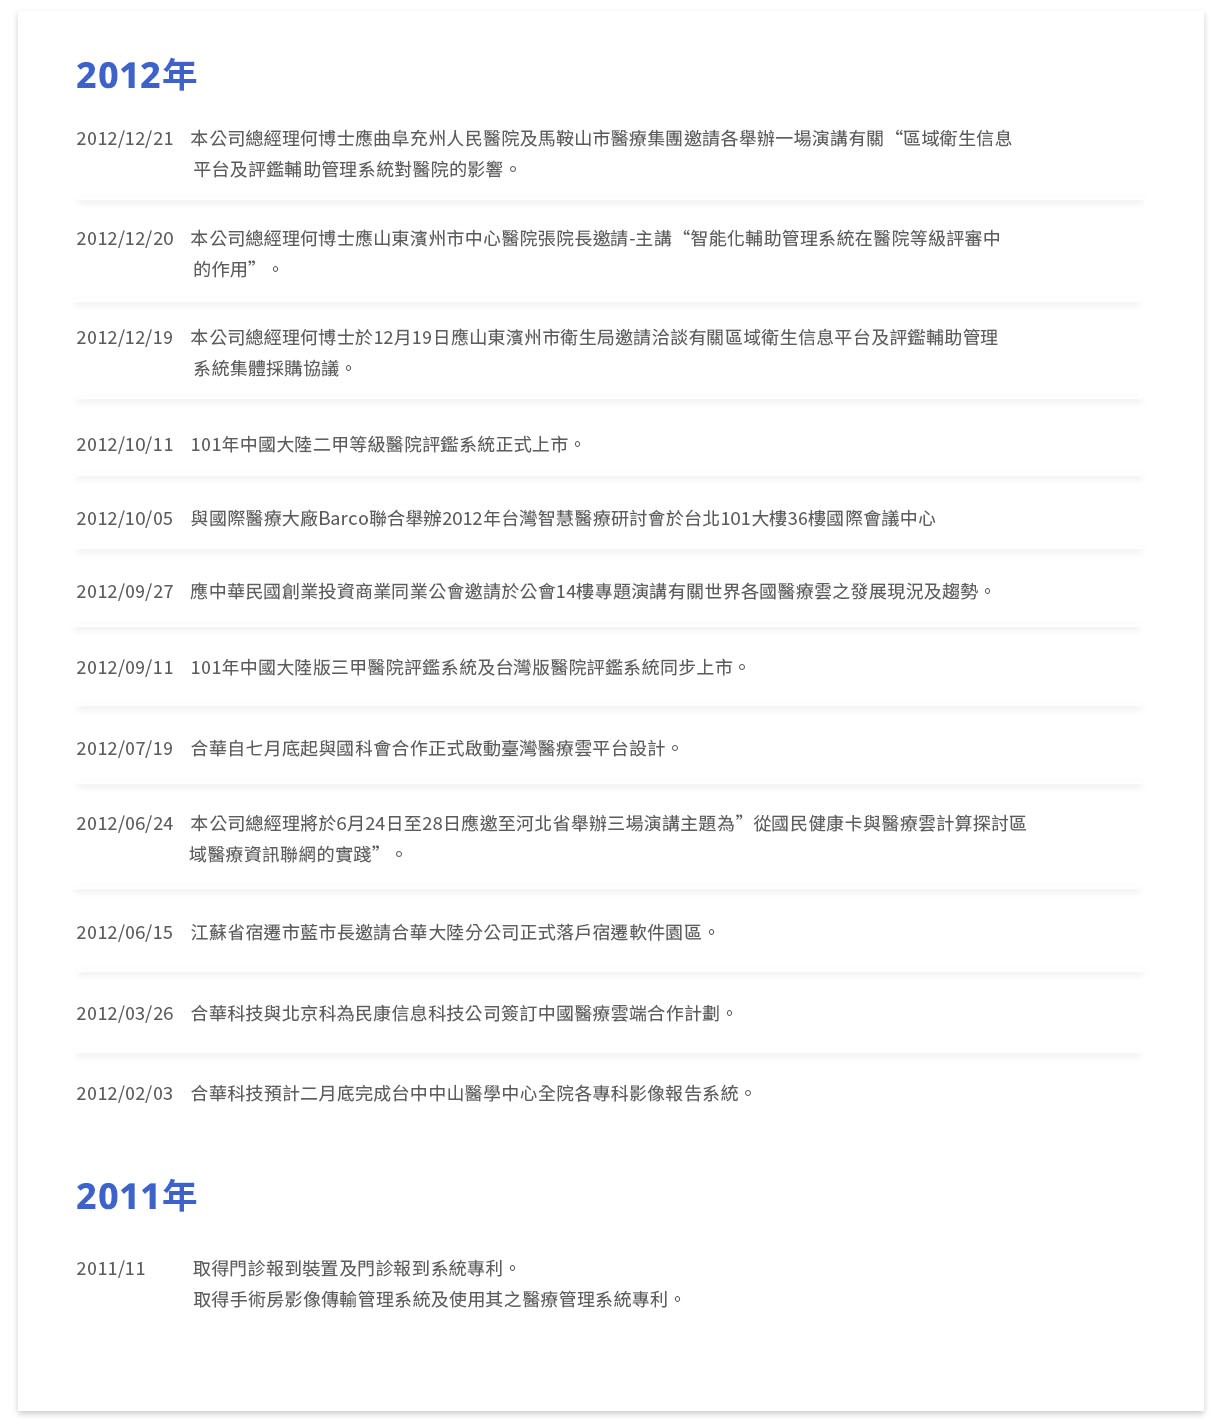 2012年
2012/12/21 本公司總經理何博士應曲阜充州人民醫院及馬鞍山市醫療集團邀請各舉辦一場演講有關“區域衛生信息
平台及評鑑輔助管理系統對醫院的影響。
2012/12/20 本公司總經理何博士應山東濱州市中心醫院張院長邀請-主講“智能化輔助管理系統在醫院等級評審中
的作用”。
2012/12/19 本公司總經理何博士於12月19日應山東濱州市衛生局邀請洽談有關區域衛生信息平台及評鑑輔助管理
系統集體採購協議。
2012/10/11 101年中國大陸二甲等級醫院評鑑系統正式上市。
2012/10/05 與國際醫療大廠Barco聯合舉辦2012年台灣智慧醫療研討會於台北101大樓36樓國際會議中心
2012/09/27 應中華民國創業投資商業同業公會邀請於公會14樓專題演講有關世界各國醫療雲之發展現況及趨勢。
2012/09/11 101年中國大陸版三甲醫院評鑑系統及台灣版醫院評鑑系統同步上市。
2012/07/19 合華自七月底起與國科會合作正式啟動臺灣醫療雲平台設計。
2012/06/24 本公司總經理將於6月24日至28日應邀至河北省舉辦三場演講主題為”從國民健康卡與醫療雲計算探討區
域醫療資訊聯網的實踐”。
2012/06/15 江蘇省宿遷市藍市長邀請合華大陸分公司正式落戶宿遷軟件園區。
2012/03/26 合華科技與北京科為民康信息科技公司簽訂中國醫療雲端合作計劃。
2012/02/03 合華科技預計二月底完成台中中山醫學中心全院各專科影像報告系統。
2011年
2011/11 取得門診報到裝置及門診報到系統專利。
取得手術房影像傳輸管理系統及使用其之醫療管理系統專利。